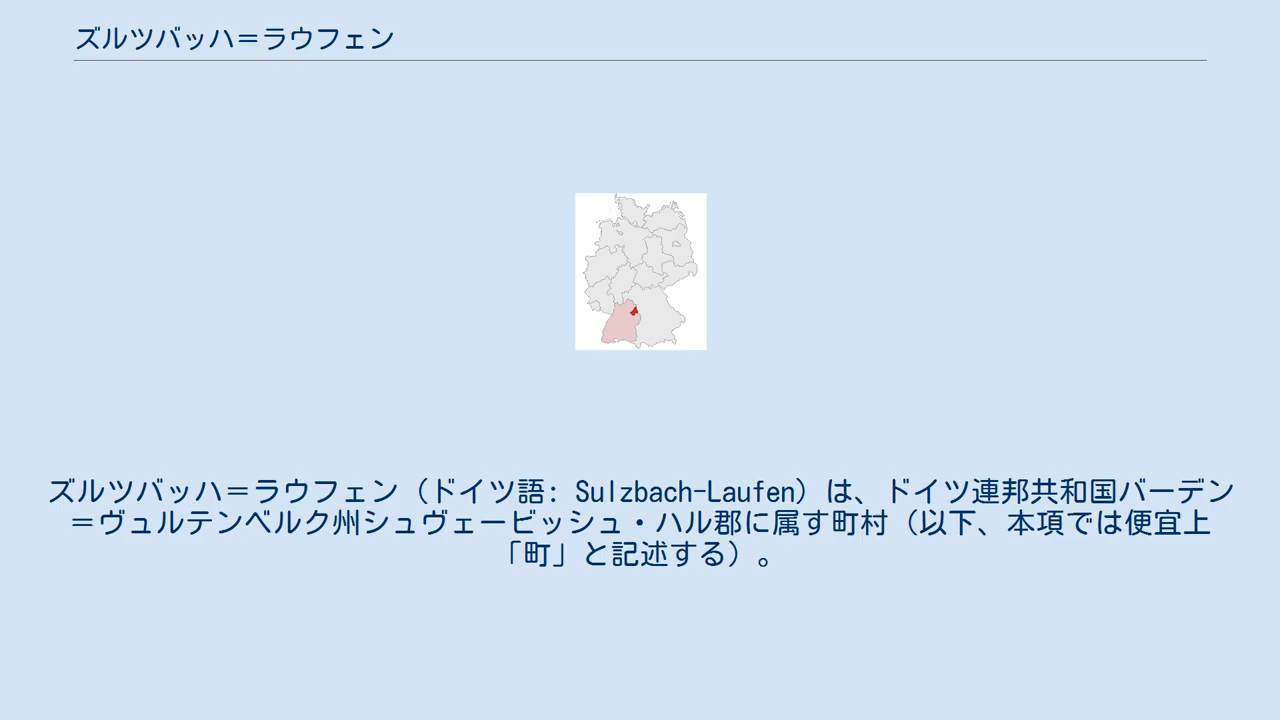 ズルツバッハ＝ラウフェン
ズルツバッハ＝ラウフェン（ドイツ語: Sulzbach-Laufen）は、ドイツ連邦共和国バーデン
＝ヴュルテンベルク州シュヴェービッシュ・ハル郡に属す町村（以下、本項では便宜上
「町」と記述する）。